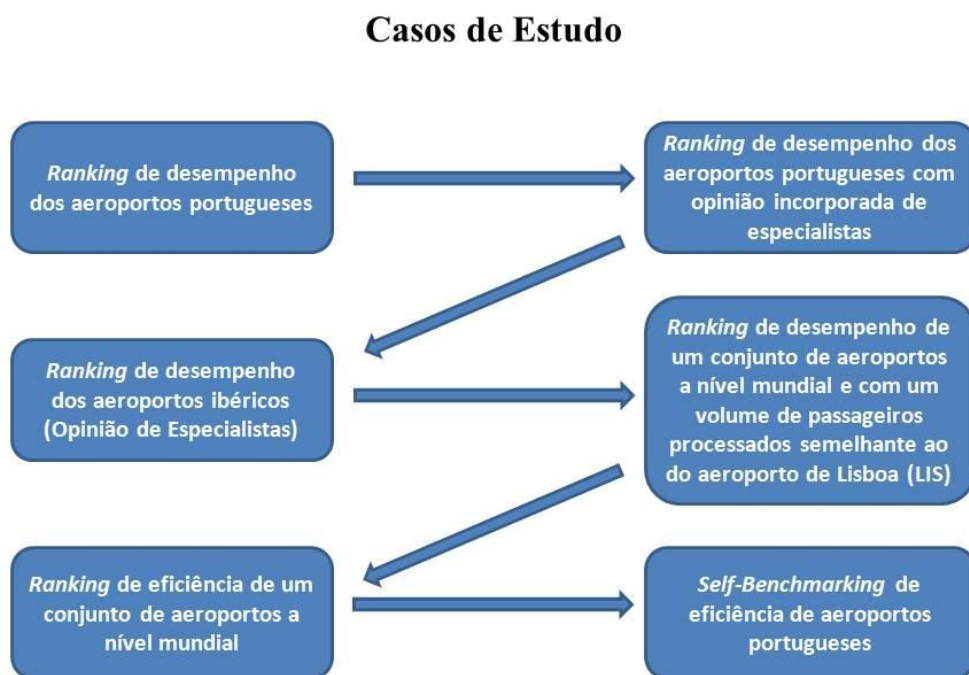 Casos de Estudo
Ranking de desempenho
dos aeroportos portugueses
Ranking de desempenho dos
aeroportos portugueses com
opinião incorporada de
especialistas
Ranking de desempenho
dos aeroportos ibéricos
(Opinião de Especialistas)
Ranking de desempenho de
um conjunto de aeroportos
a nível mundial e com um
volume de passageiros
processados semelhante ao
do aeroporto de Lisboa (LIS)
Ranking de eficiência de um
conjunto de aeroportos a
nível mundial
Self-Benchmarking de
eficiência de aeroportos
portugueses